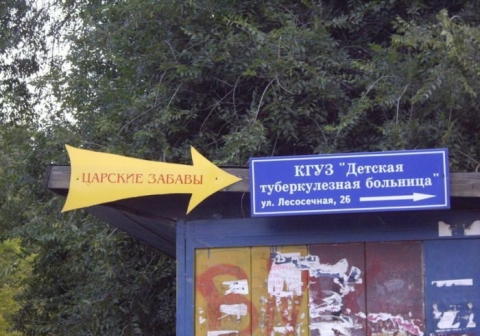 · ЦАРСКИЕ ЗАБАВЫ ·
КГУЗ "Детская
туберкулезная больница"
ул. Лесосечная, 26